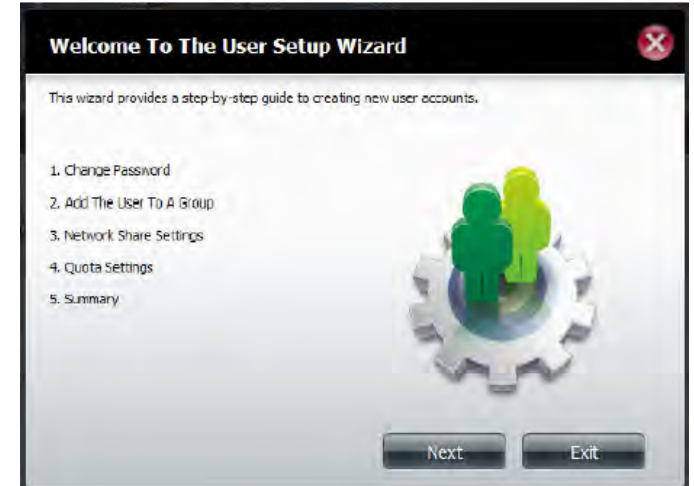 Welcome To The User Setup Wizard
This wizard provides a step-by-step guide to creating new user accounts.
1. Change Password
2. Add The User To A Group
3. Network Share Settings
4. Quota Settings
5. Summary
Next
Exit